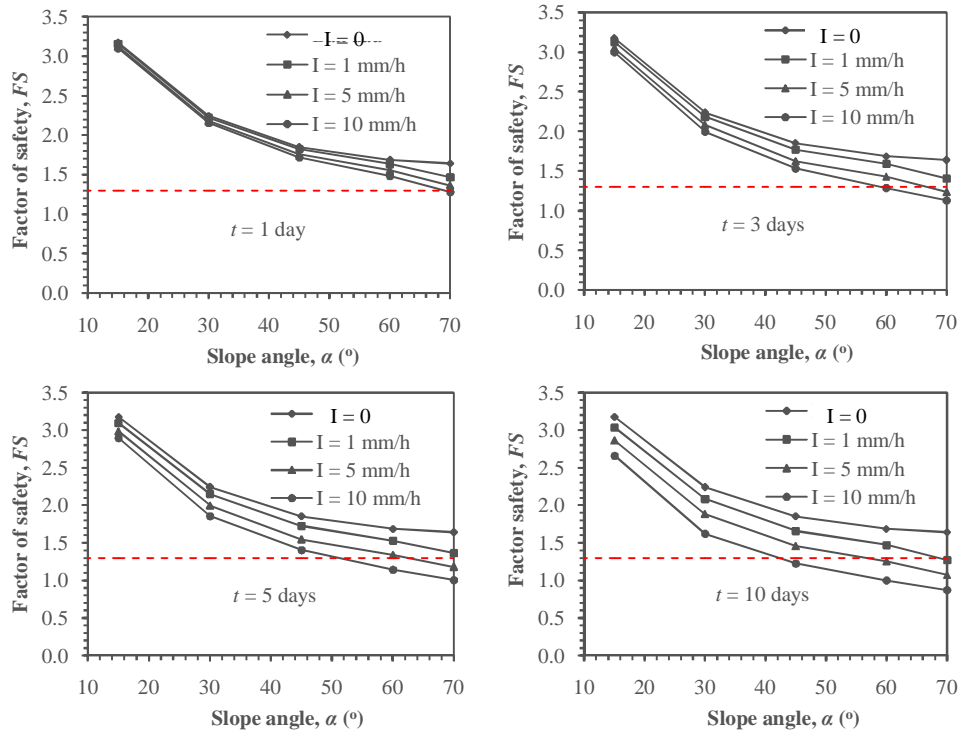 3.5
3.0
2.5
2.0
1.5
1.0
0.5
0.0
Factor of safety, FS
I = 0
I = 1 mm/h
I = 5 mm/h
I = 10 mm/h
t = 1 day
10 20 30 40 50 60 70
Slope angle, α (º)
3.5
3.0
2.5
2.0
1.5
1.0
0.5
0.0
Factor of safety, FS
I = 0
I = 1 mm/h
I = 5 mm/h
I = 10 mm/h
t = 3 days
10 20 30 40 50 60 70
Slope angle, α (º)
3.5
3.0
2.5
2.0
1.5
1.0
0.5
0.0
Factor of safety, FS
I = 0
I = 1 mm/h
I = 5 mm/h
I = 10 mm/h
t = 5 days
10 20 30 40 50 60 70
Slope angle, α (º)
3.5
3.0
2.5
2.0
1.5
1.0
0.5
0.0
Factor of safety, FS
I = 0
I = 1 mm/h
I = 5 mm/h
I = 10 mm/h
t = 10 days
10 20 30 40 50 60 70
Slope angle, α (º)